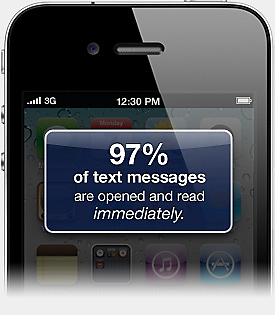 3G 12:30 PM
Monday
97%
of text messages
are opened and read
immediately.